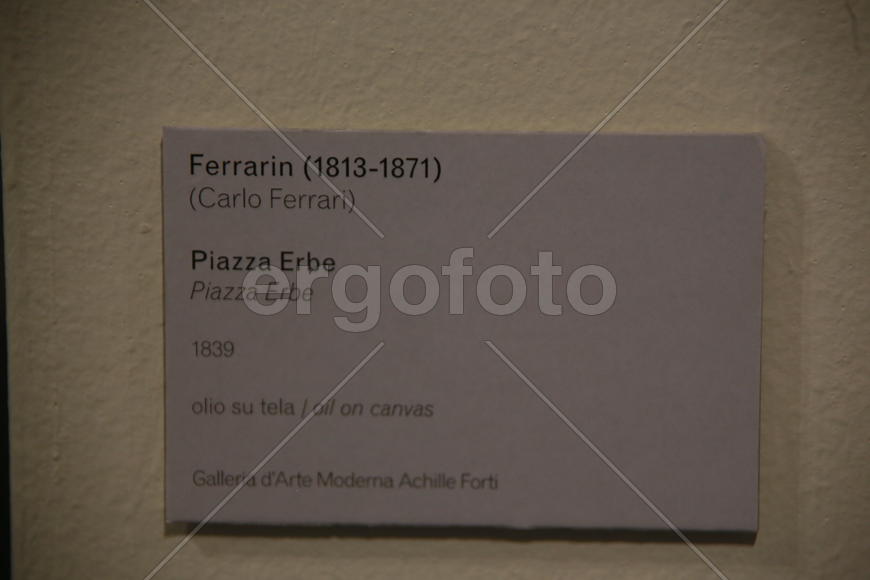 Ferrarin (1813-1871)
(Carlo Ferrari)
Piazza Erbe
Piazza Erbe
ergofoto
1839
olio su tela / oil on canvas
Galleria d'Arte Moderna Achille Forti